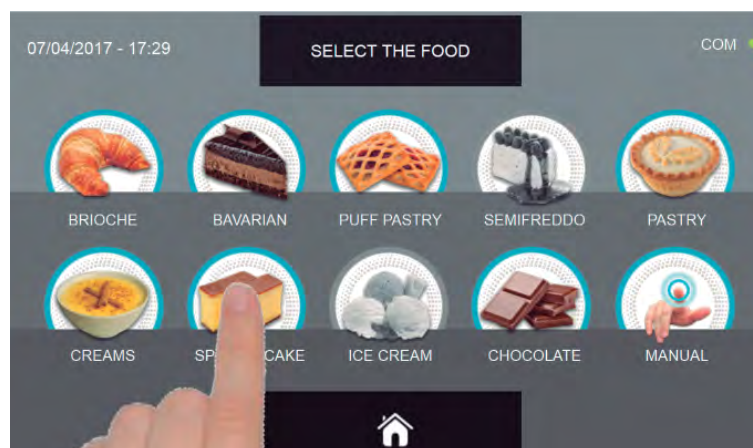 07/04/2017 - 17:29
SELECT THE FOOD
COM
BRIOCHE
BAVARIAN
PUFF PASTRY
SEMIFREDDO
PASTRY
CREAMS
CAKE
ICE CREAM
CHOCOLATE
MANUAL